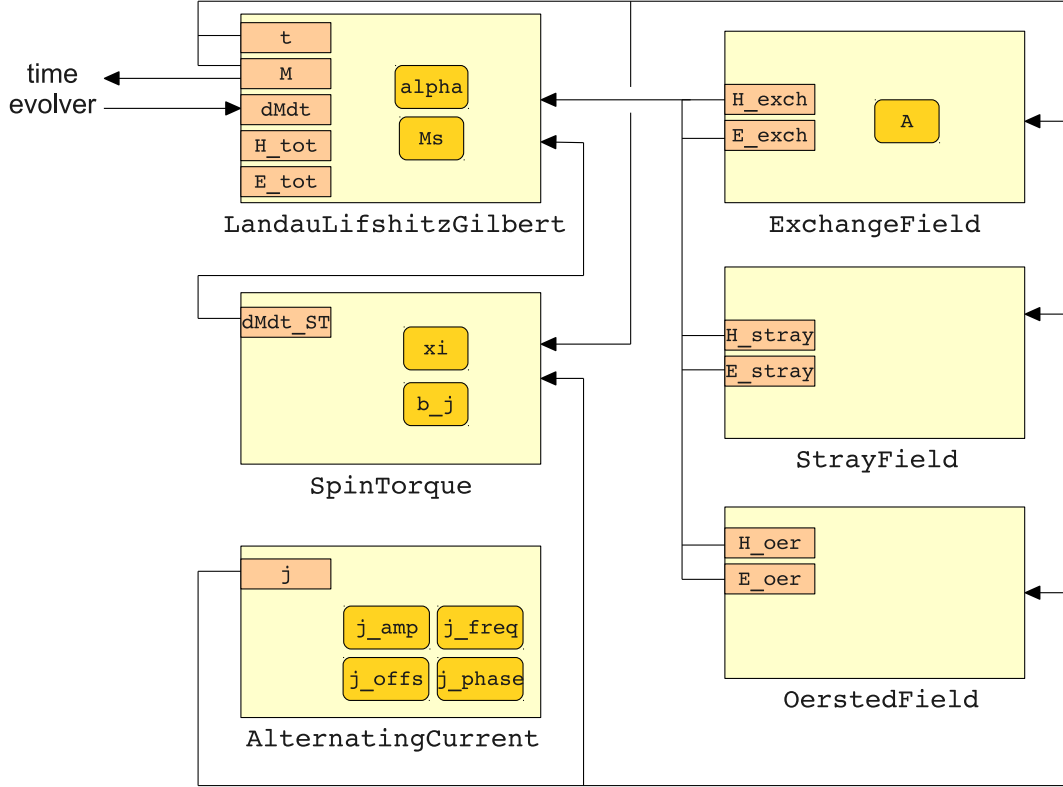 time
evolver
t
M
dMdt
H_tot
E_tot
alpha
Ms
LandauLifshitzGilbert
H_exch
E_exch
A
ExchangeField
dMdt_ST
xi
b_j
SpinTorque
H_stray
E_stray
StrayField
j
j_amp
j_freq
j_offs
j_phase
AlternatingCurrent
H_oer
E_oer
OerstedField